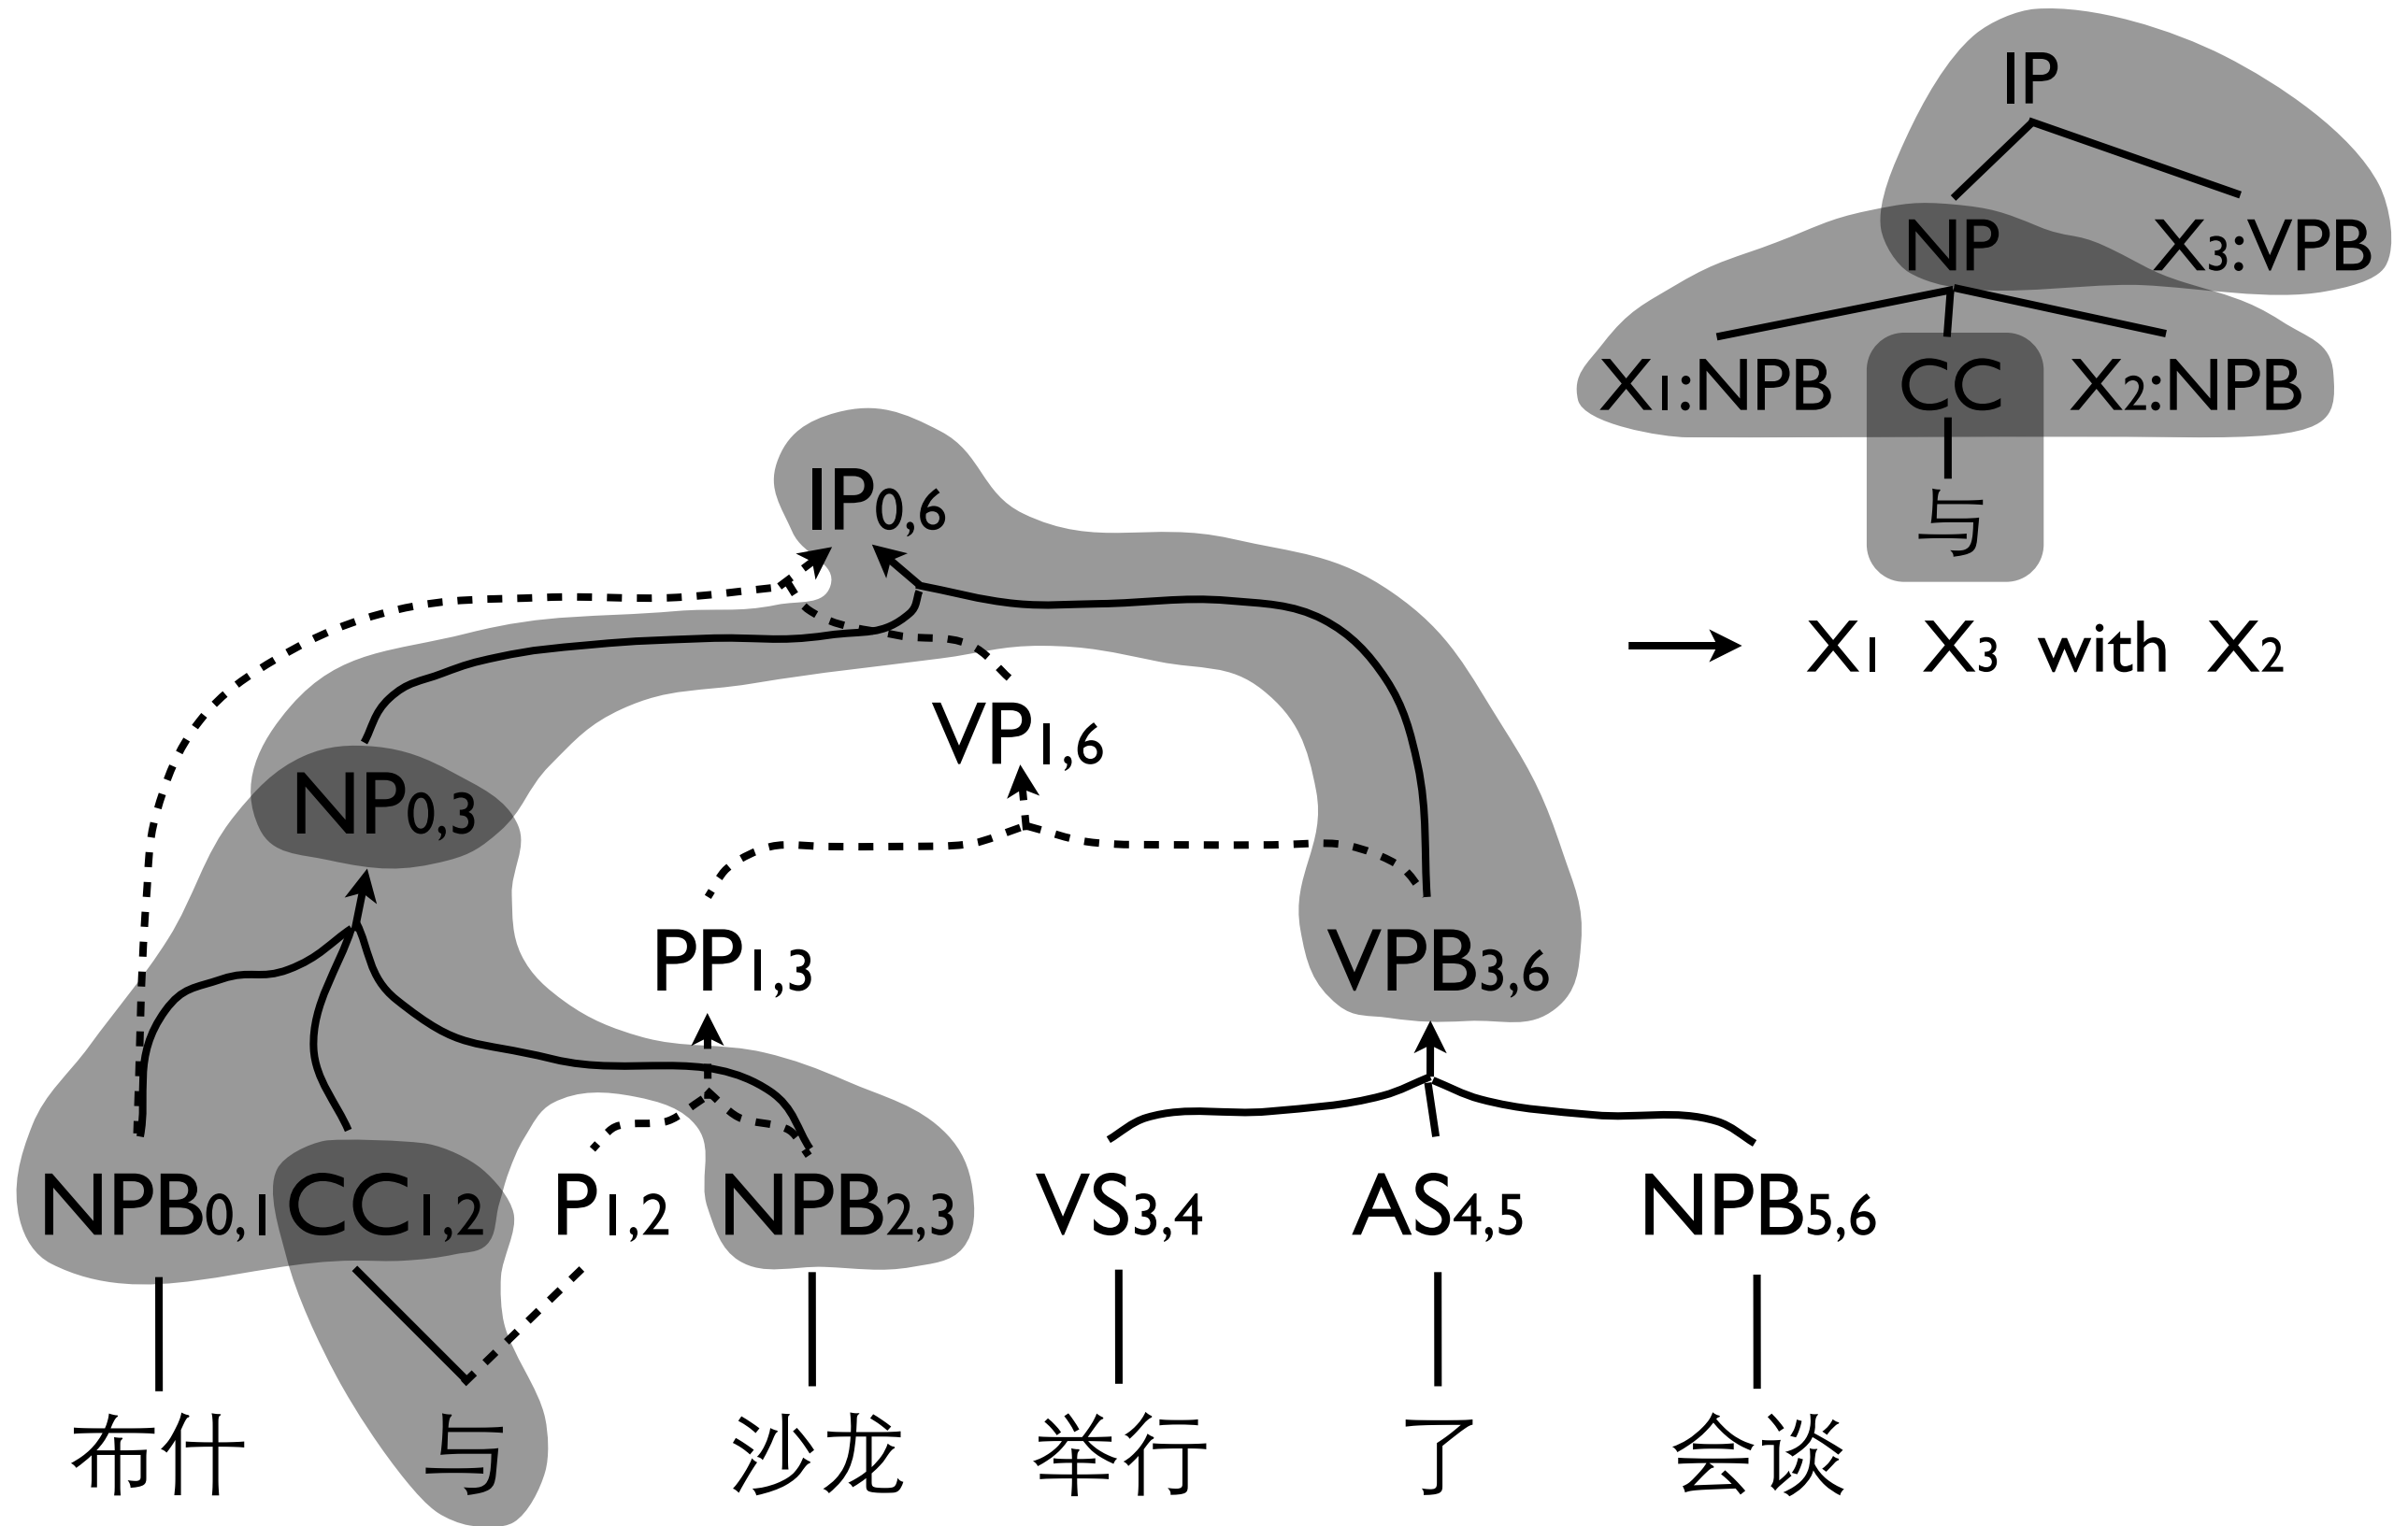 IP
NP X3:VPB
X1:NPB CC X2:NPB
与
X1 X3 with X2
IP0,6
VP1,6
NP0,3
PP1,3 VPB3,6
NPB0,1 CC1,2 P1,2 NPB2,3 VS3,4 AS4,5 NPB5,6
布什 与 沙龙 举行 了 会谈